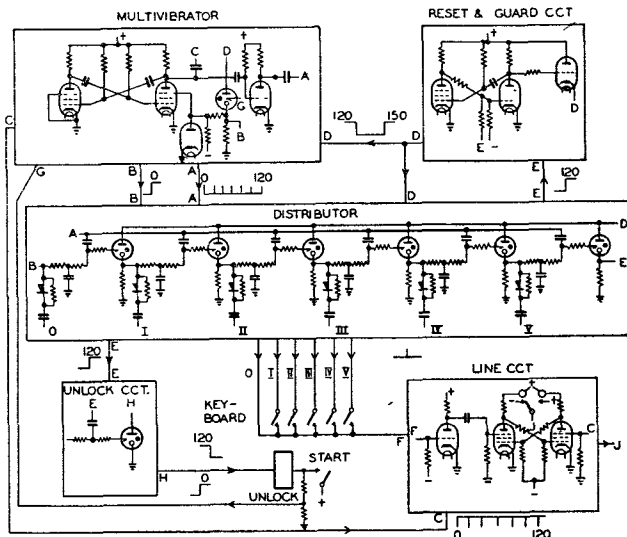 MULTIVIBRATOR
RESET & GUARD CCT
+
+
C D
+
A
G
B
D
E -
C
120 150
D D
G
B 0
A 0 120
D
E 120
B A D E
DISTRIBUTOR
A
D
B
E
0 I II III IV V
120 E
E
UNLOCK CCT.
E H
0 I II III IV V
KEY-
BOARD
LINE CCT
+
+
F F
C
J
120
H
0
START
+
UNLOCK
C
0 120